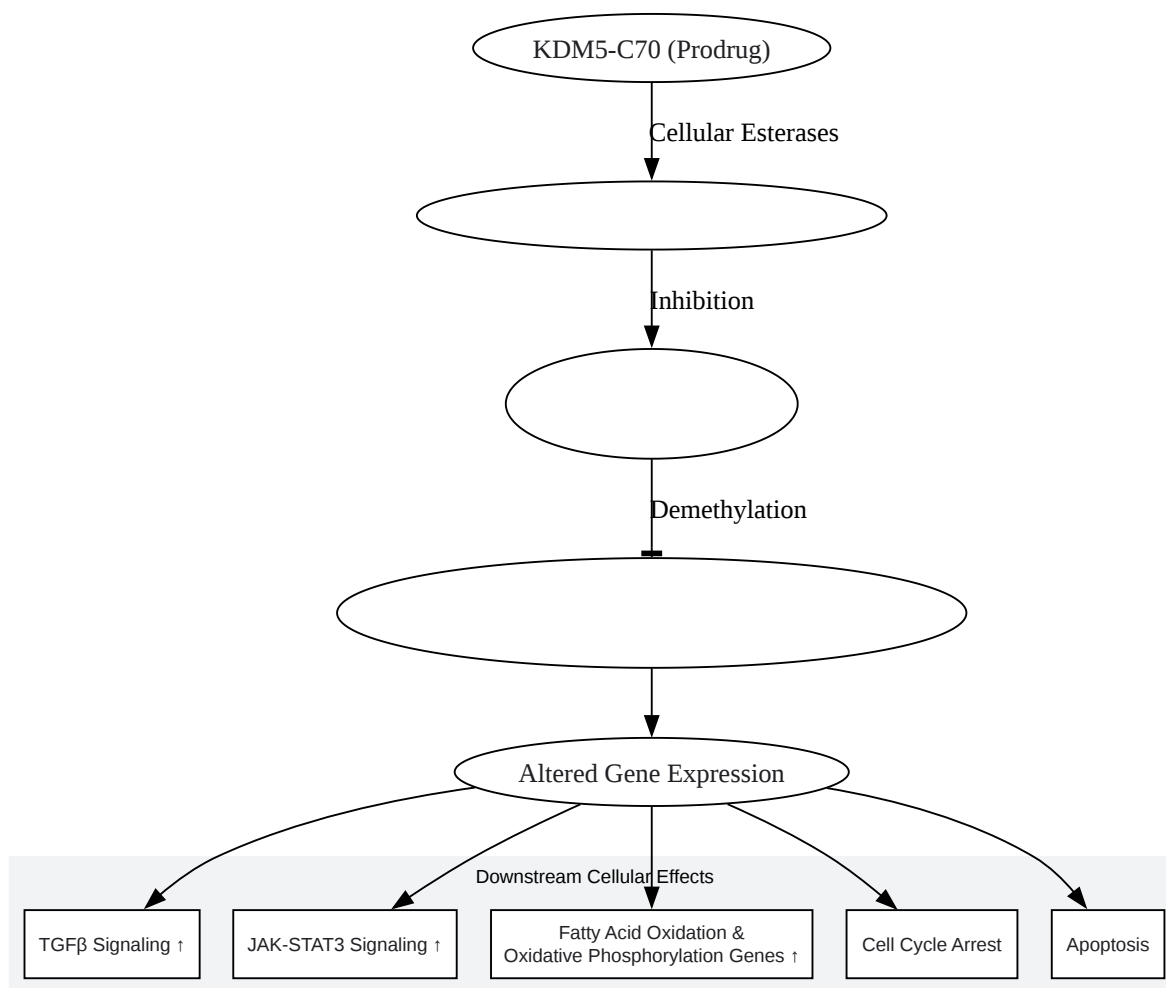 KDM5-C70 (Prodrug)
Cellular Esterases
Inhibition
Demethylation
Altered Gene Expression
Downstream Cellular Effects
TGFβ Signaling ↑
JAK-STAT3 Signaling ↑
Fatty Acid Oxidation &
Oxidative Phosphorylation Genes ↑
Cell Cycle Arrest
Apoptosis